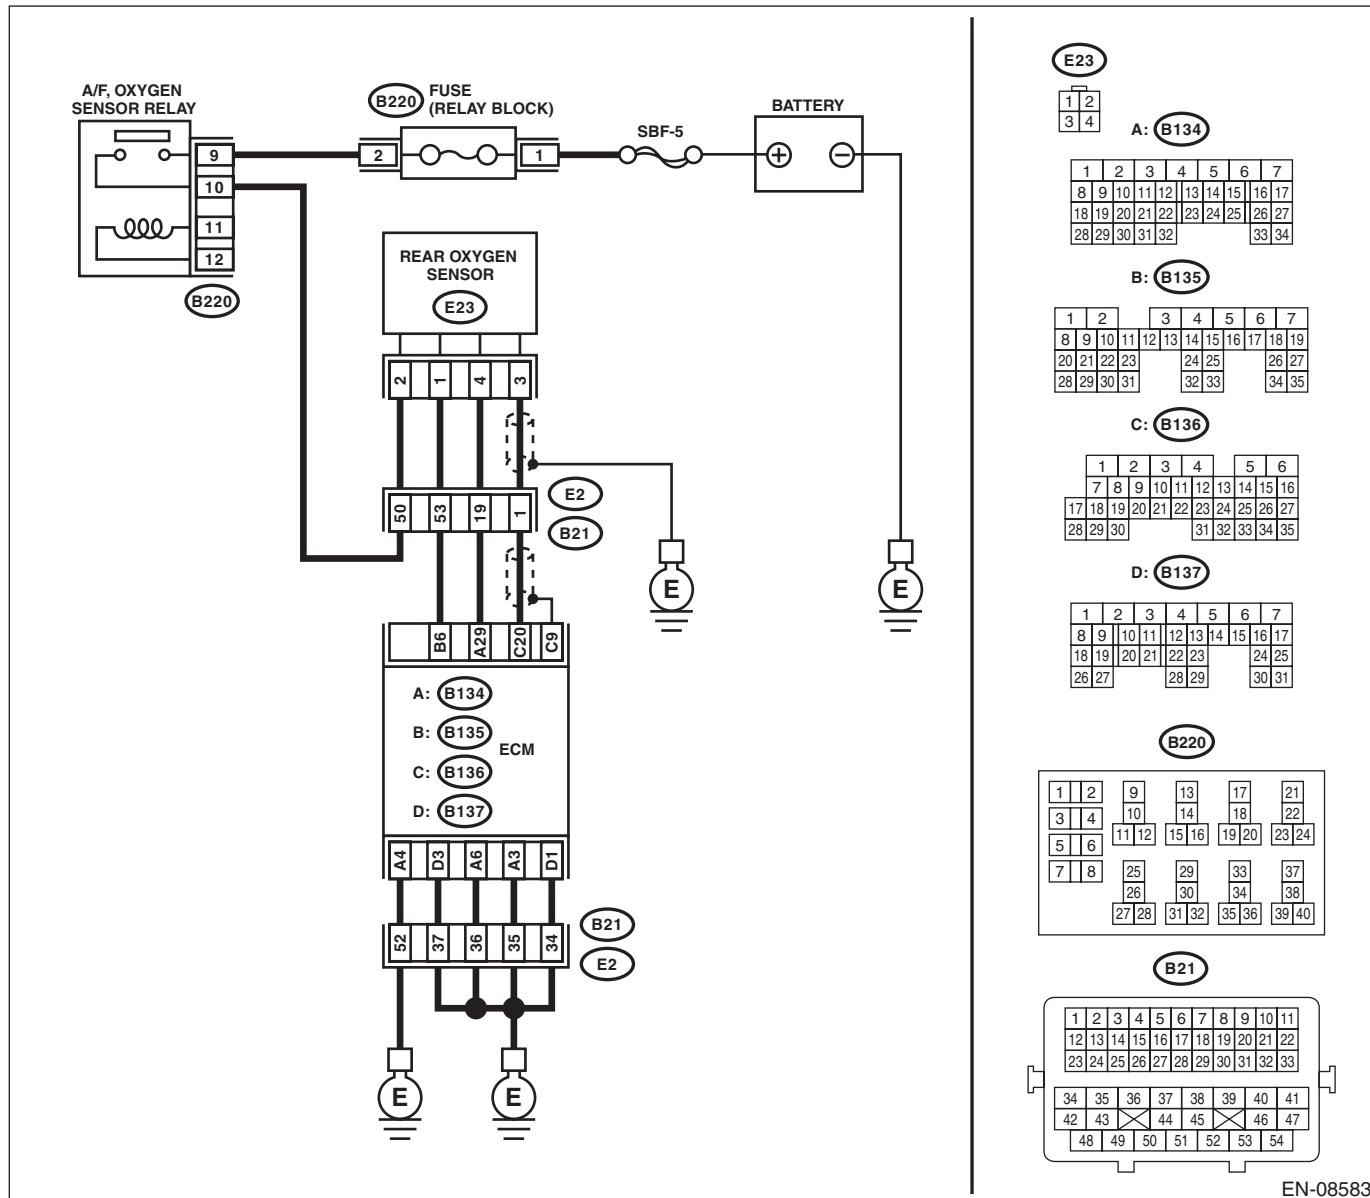 A/F, OXYGEN
SENSOR RELAY
9
10
11
12
B220
B220
FUSE
(RELAY BLOCK)
2
1
SBF-5
BATTERY
+
−
REAR OXYGEN
SENSOR
E23
2 1 4 3
50 53 19 1
E2
B21
E
E
B6 A29 C20 C9
A: B134
B: B135
C: B136
D: B137
ECM
A4 D3 A6 A3 D1
52 37 36 35 34
B21
E2
E
E
E23
1 2
3 4
A: B134
1 2 3 4 5 6 7
8 9 10 11 12 13 14 15 16 17
18 19 20 21 22 23 24 25 26 27
28 29 30 31 32 33 34
B: B135
1 2 3 4 5 6 7
8 9 10 11 12 13 14 15 16 17 18 19
20 21 22 23 24 25 26 27
28 29 30 31 32 33 34 35
C: B136
1 2 3 4 5 6
7 8 9 10 11 12 13 14 15 16
17 18 19 20 21 22 23 24 25 26 27
28 29 30 31 32 33 34 35
D: B137
1 2 3 4 5 6 7
8 9 10 11 12 13 14 15 16 17
18 19 20 21 22 23 24 25
26 27 28 29 30 31
B220
1 2 9 13 17 21
3 4 10 14 18 22
11 12 15 16 19 20 23 24
5 6
7 8 25 29 33 37
26 30 34 38
27 28 31 32 35 36 39 40
B21
1 2 3 4 5 6 7 8 9 10 11
12 13 14 15 16 17 18 19 20 21 22
23 24 25 26 27 28 29 30 31 32 33
34 35 36 37 38 39 40 41
42 43 44 45 46 47
48 49 50 51 52 53 54
EN-08583